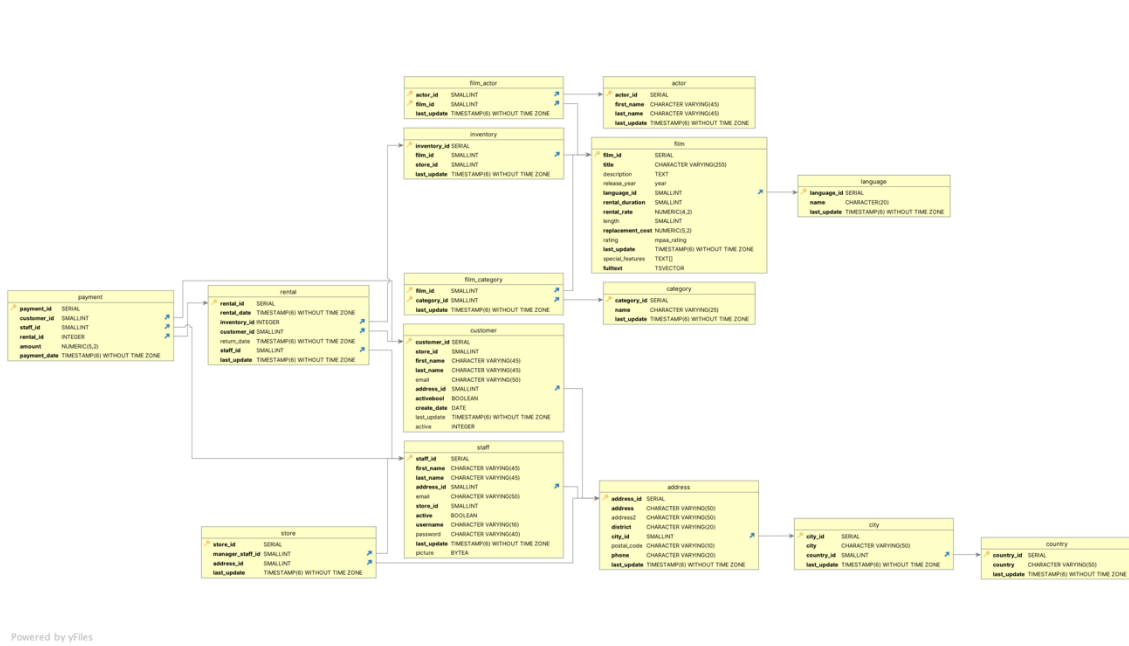 film_actor
actor_id SMALLINT
film_id SMALLINT
last_update TIMESTAMP(6) WITHOUT TIME ZONE
actor
actor_id SERIAL
first_name CHARACTER VARYING(45)
last_name CHARACTER VARYING(45)
last_update TIMESTAMP(6) WITHOUT TIME ZONE
inventory
inventory_id SERIAL
film_id SMALLINT
store_id SMALLINT
last_update TIMESTAMP(6) WITHOUT TIME ZONE
film
film_id SERIAL
title CHARACTER VARYING(255)
description TEXT
release_year year
language_id SMALLINT
rental_duration SMALLINT
rental_rate NUMERIC(4,2)
length SMALLINT
replacement_cost NUMERIC(5,2)
rating mpaa_rating
last_update TIMESTAMP(6) WITHOUT TIME ZONE
special_features TEXT[]
fulltext TSVECTOR
language
language_id SERIAL
name CHARACTER(20)
last_update TIMESTAMP(6) WITHOUT TIME ZONE
film_category
film_id SMALLINT
category_id SMALLINT
last_update TIMESTAMP(6) WITHOUT TIME ZONE
category
category_id SERIAL
name CHARACTER VARYING(25)
last_update TIMESTAMP(6) WITHOUT TIME ZONE
payment
payment_id SERIAL
customer_id SMALLINT
staff_id SMALLINT
rental_id INTEGER
amount NUMERIC(5,2)
payment_date TIMESTAMP(6) WITHOUT TIME ZONE
rental
rental_id SERIAL
rental_date TIMESTAMP(6) WITHOUT TIME ZONE
inventory_id INTEGER
customer_id SMALLINT
return_date TIMESTAMP(6) WITHOUT TIME ZONE
staff_id SMALLINT
last_update TIMESTAMP(6) WITHOUT TIME ZONE
customer
customer_id SERIAL
store_id SMALLINT
first_name CHARACTER VARYING(45)
last_name CHARACTER VARYING(45)
email CHARACTER VARYING(50)
address_id SMALLINT
activebool BOOLEAN
create_date DATE
last_update TIMESTAMP(6) WITHOUT TIME ZONE
active INTEGER
staff
staff_id SERIAL
first_name CHARACTER VARYING(45)
last_name CHARACTER VARYING(45)
address_id SMALLINT
email CHARACTER VARYING(50)
store_id SMALLINT
active BOOLEAN
username CHARACTER VARYING(16)
password CHARACTER VARYING(40)
last_update TIMESTAMP(6) WITHOUT TIME ZONE
picture BYTEA
store
store_id SERIAL
manager_staff_id SMALLINT
address_id SMALLINT
last_update TIMESTAMP(6) WITHOUT TIME ZONE
address
address_id SERIAL
address CHARACTER VARYING(50)
address2 CHARACTER VARYING(50)
district CHARACTER VARYING(20)
city_id SMALLINT
postal_code CHARACTER VARYING(10)
phone CHARACTER VARYING(20)
last_update TIMESTAMP(6) WITHOUT TIME ZONE
city
city_id SERIAL
city CHARACTER VARYING(50)
country_id SMALLINT
last_update TIMESTAMP(6) WITHOUT TIME ZONE
country
country_id SERIAL
country CHARACTER VARYING(50)
last_update TIMESTAMP(6) WITHOUT TIME ZONE
Powered by yFiles